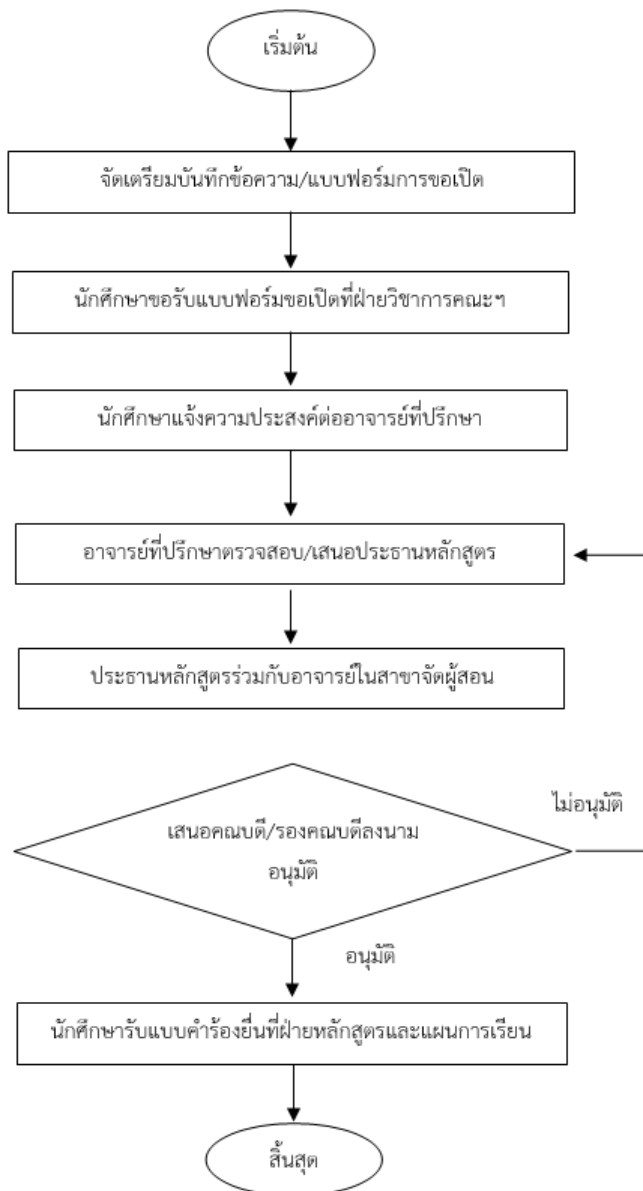 เริ่มต้น
จัดเตรียมบันทึกข้อความ/แบบฟอร์มการขอเปิด
นักศึกษาขอรับแบบฟอร์มขอเปิดที่ฝ่ายวิชาการคณะฯ
นักศึกษาแจ้งความประสงค์ต่ออาจารย์ที่ปรึกษา
อาจารย์ที่ปรึกษาตรวจสอบ/เสนอประธานหลักสูตร
ประธานหลักสูตรร่วมกับอาจารย์ในสาขาจัดผู้สอน
ไม่อนุมัติ
เสนอคณบดี/รองคณบดีลงนาม
อนุมัติ
อนุมัติ
นักศึกษารับแบบคำร้องยื่นที่ฝ่ายหลักสูตรและแผนการเรียน
สิ้นสุด